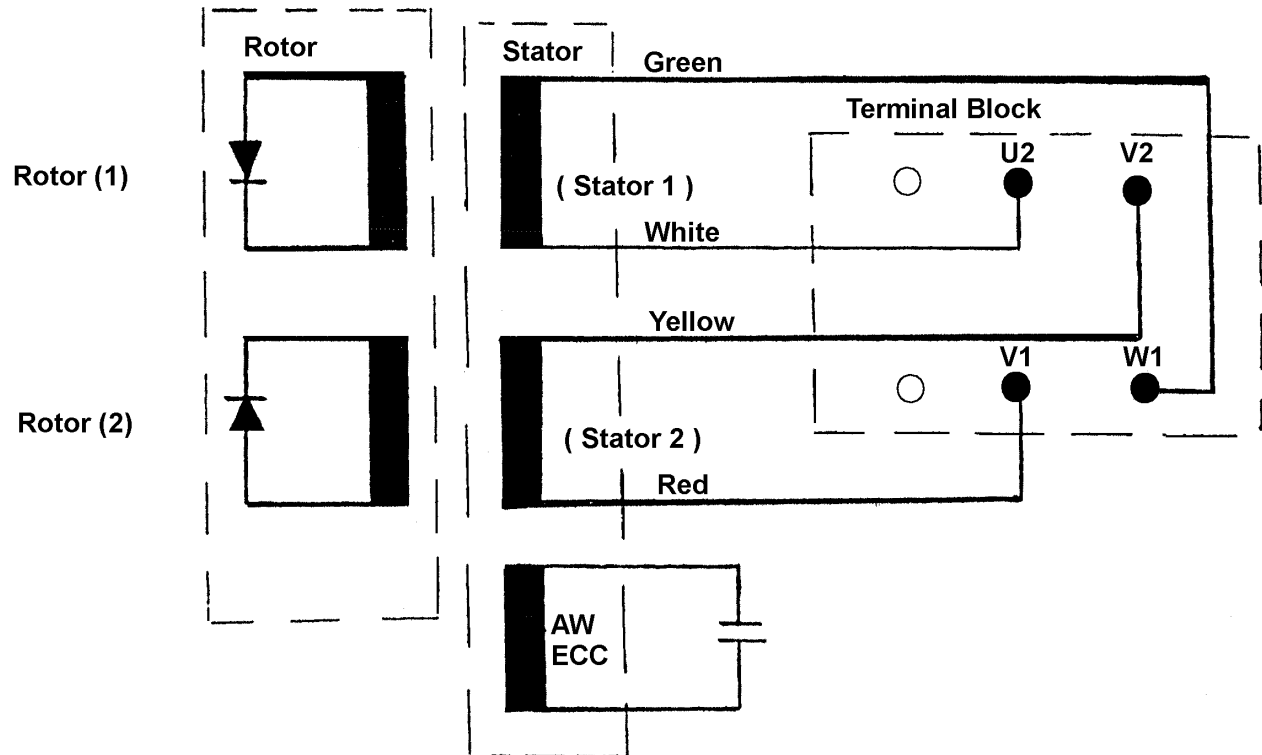 Rotor
Stator
Green
Terminal Block
U2
V2
Rotor (1)
( Stator 1 )
White
Yellow
V1
W1
Rotor (2)
( Stator 2 )
Red
AW
ECC